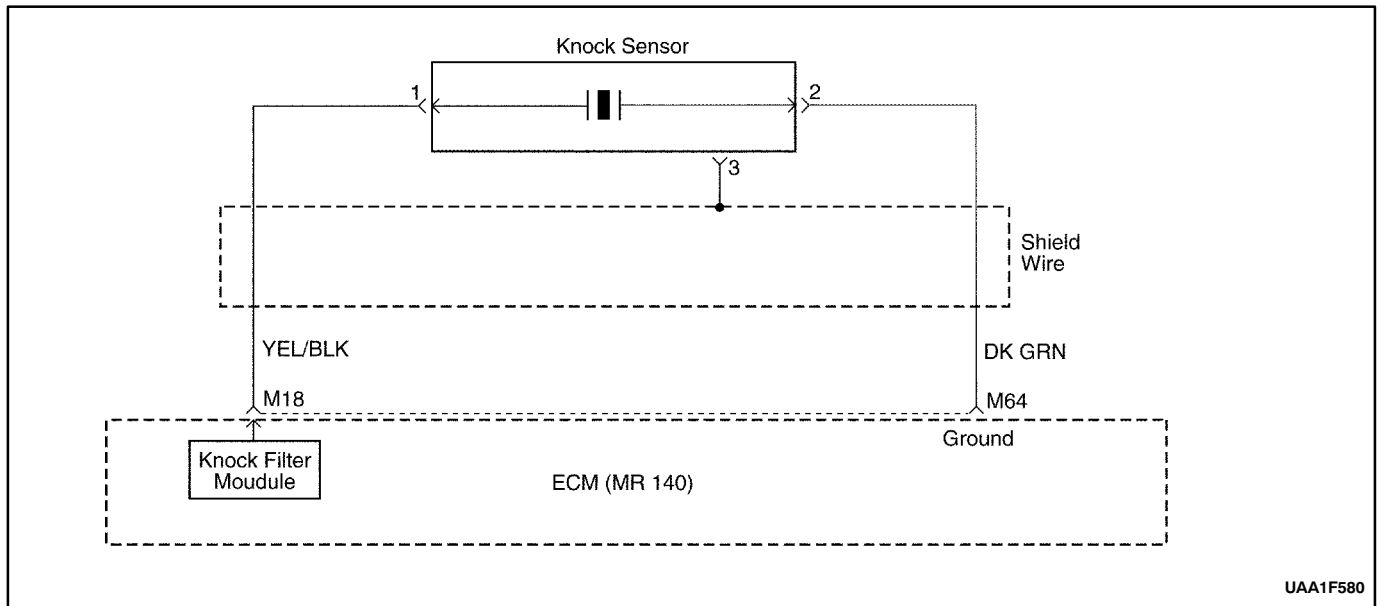 Knock Sensor
1
2
3
Shield
Wire
YEL/BLK
DK GRN
M18
M64
Ground
Knock Filter
Moudule
ECM (MR 140)
UAA1F580